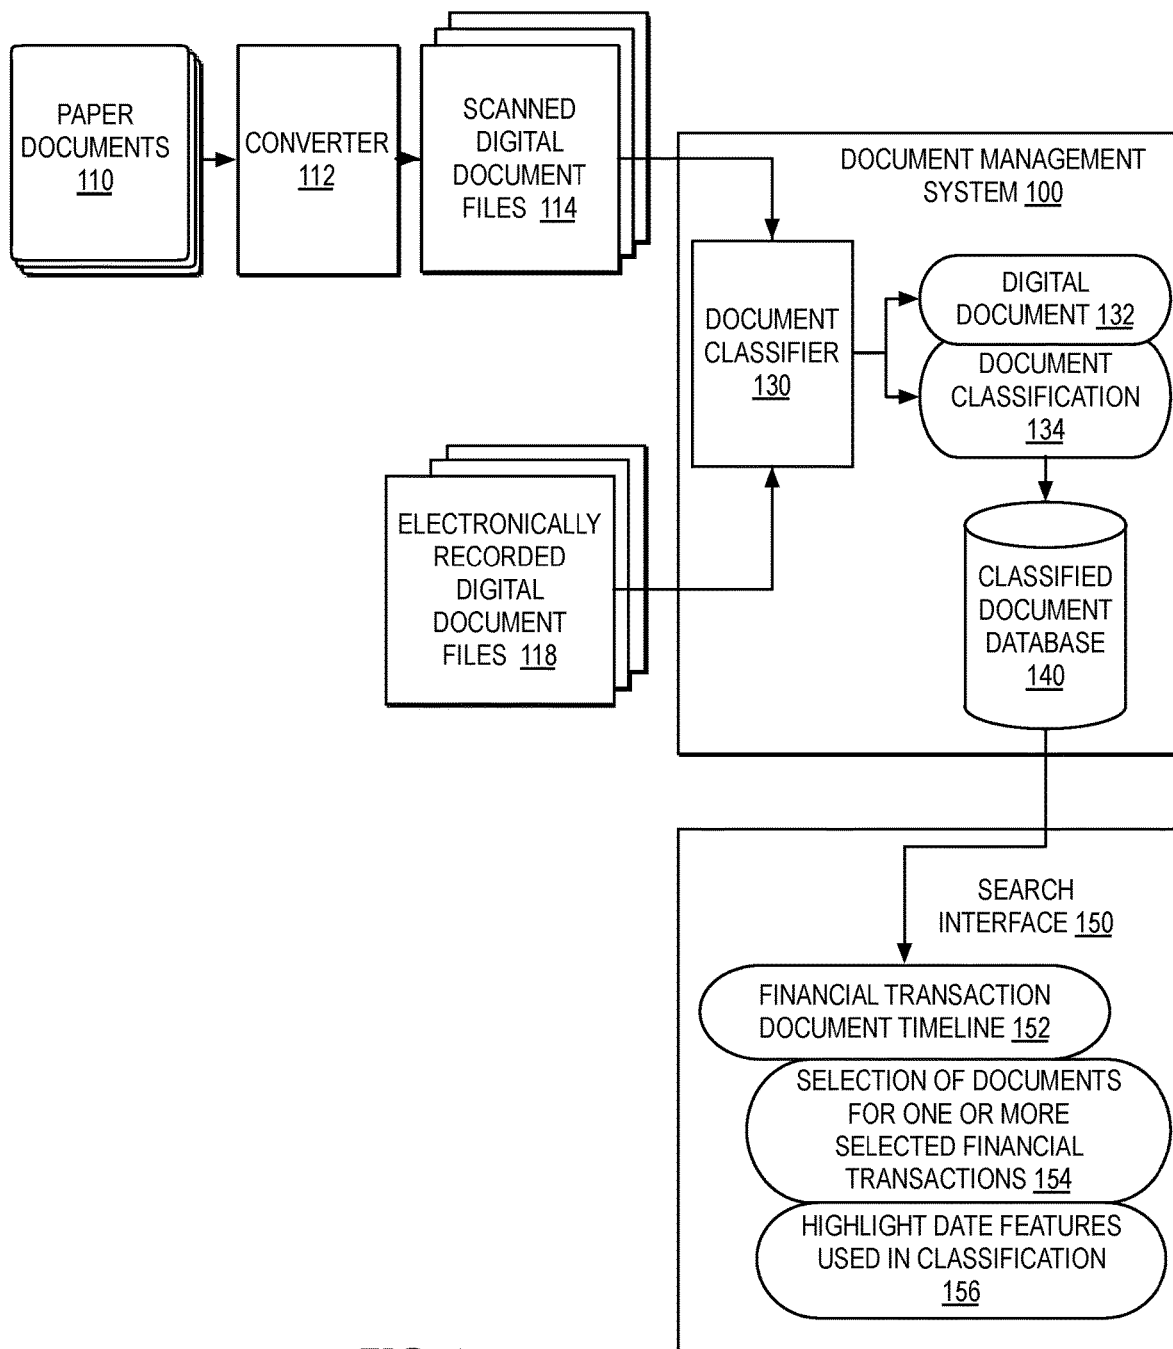 PAPER
DOCUMENTS
110
CONVERTER
112
SCANNED
DIGITAL
DOCUMENT
FILES 114
DOCUMENT MANAGEMENT
SYSTEM 100
DOCUMENT
CLASSIFIER
130
DIGITAL
DOCUMENT 132
DOCUMENT
CLASSIFICATION
134
ELECTRONICALLY
RECORDED
DIGITAL
DOCUMENT
FILES 118
CLASSIFIED
DOCUMENT
DATABASE
140
SEARCH
INTERFACE 150
FINANCIAL TRANSACTION
DOCUMENT TIMELINE 152
SELECTION OF DOCUMENTS
FOR ONE OR MORE
SELECTED FINANCIAL
TRANSACTIONS 154
HIGHLIGHT DATE FEATURES
USED IN CLASSIFICATION
156